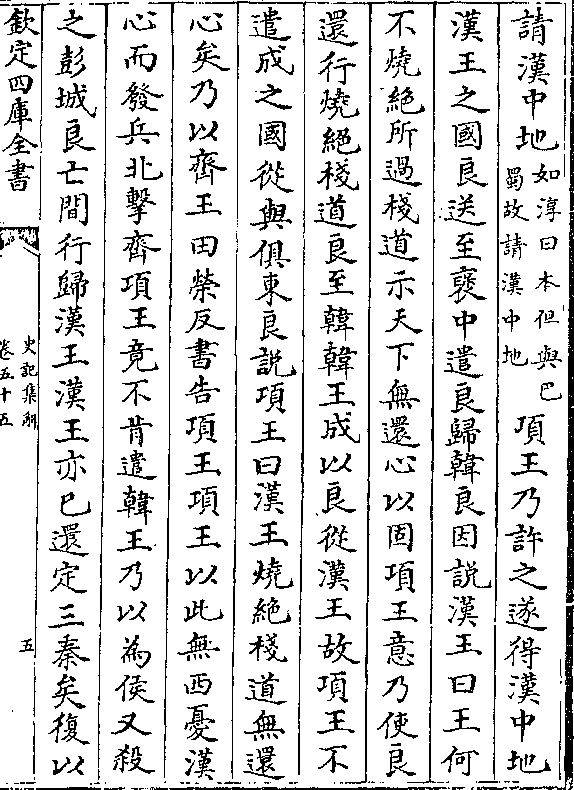 請漢中地如淳曰本但與巴蜀故請漢中地項王乃許之遂得漢中地
漢王之國良送至褒中遣良歸韓良因說漢王曰王何
不燒絕所過棧道示天下無還心以固項王意乃使良
還行燒絕棧道良至韓韓王成以良從漢王故項王不
遣成之國從與俱東良說項王曰漢王燒絕棧道無還
心矣乃以齊王田榮反書告項王項王以此無西憂漢
心而發兵北擊齊項王竟不肯遣韓王乃以為侯又殺
之彭城良亡間行歸漢王漢王亦已還定三秦矣復以
欽定四庫全書
史記集解
卷五十五
五